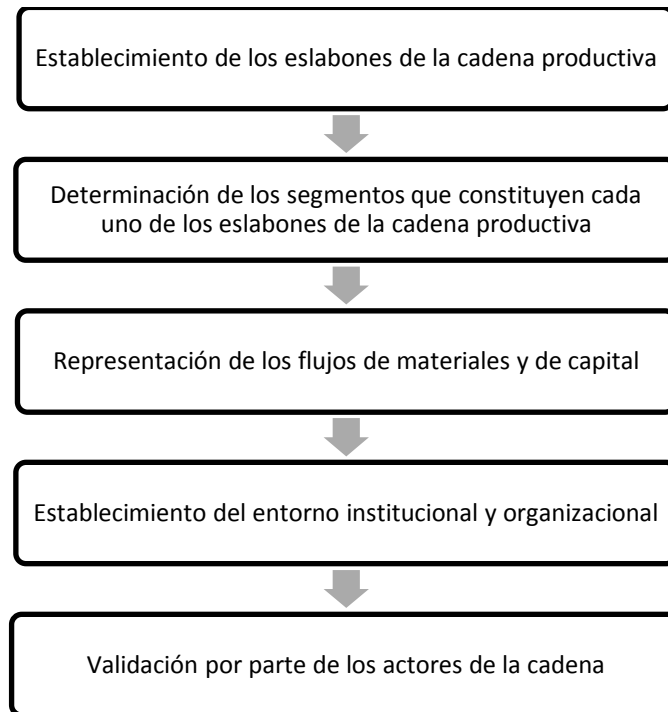 Establecimiento de los eslabones de la cadena productiva
Determinación de los segmentos que constituyen cada
uno de los eslabones de la cadena productiva
Representación de los flujos de materiales y de capital
Establecimiento del entorno institucional y organizacional
Validación por parte de los actores de la cadena